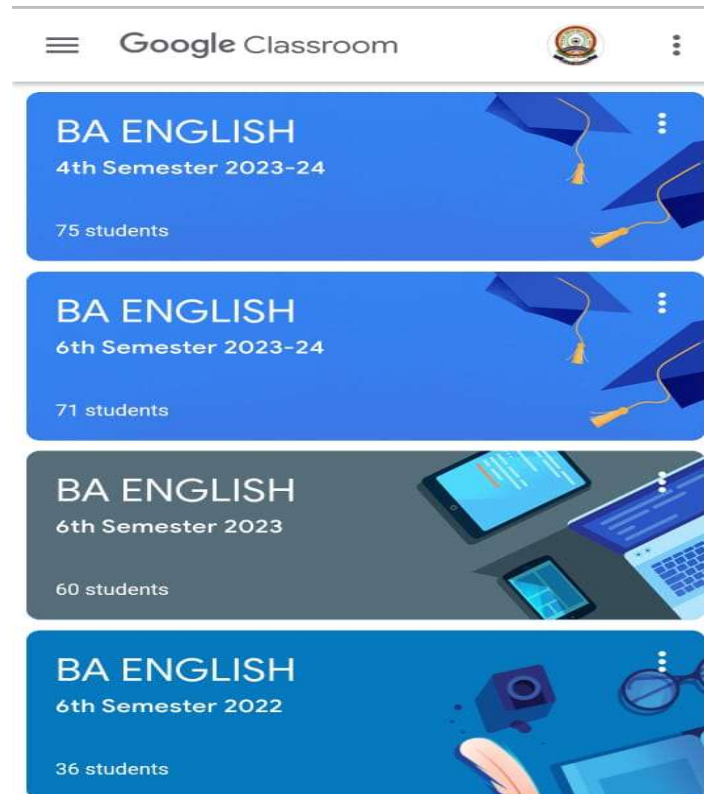 Google Classroom
BA ENGLISH
4th Semester 2023-24
75 students
BA ENGLISH
6th Semester 2023-24
71 students
BA ENGLISH
6th Semester 2023
60 students
BA ENGLISH
6th Semester 2022
36 students